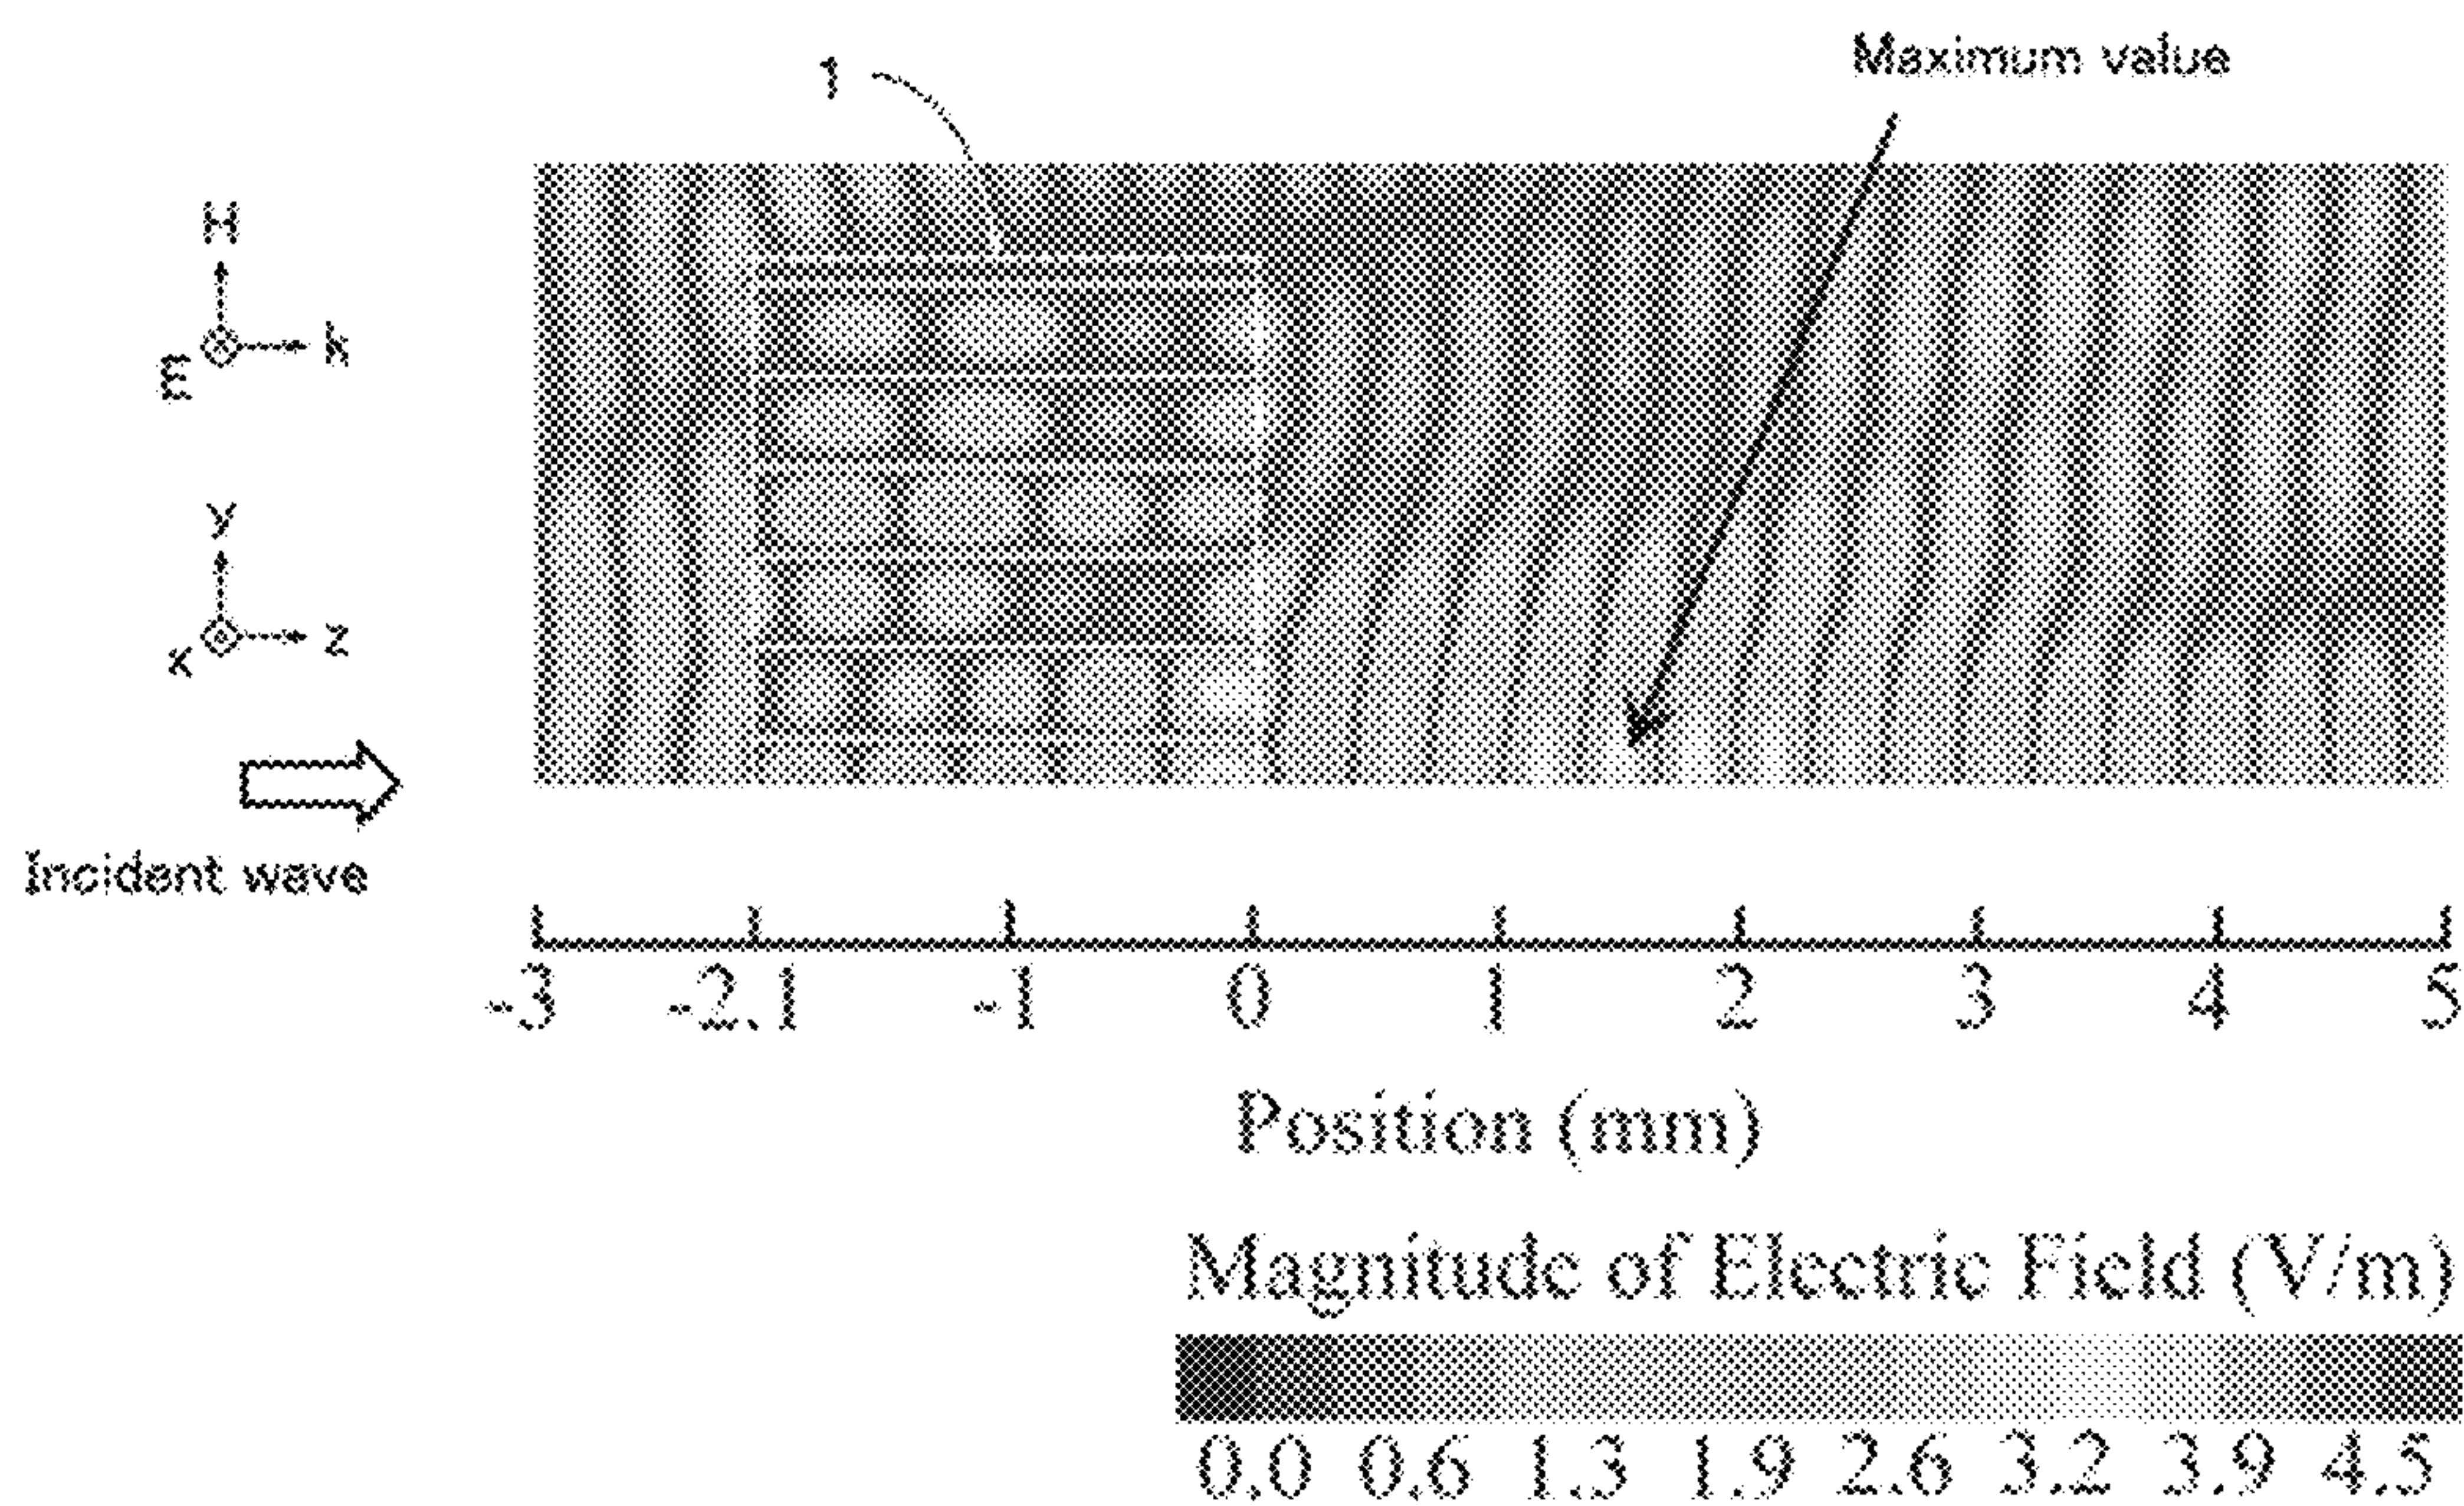 Maximum value
1
H
E
k
y
x
z
Incident wave
-3 -2.1 -1 0 1 2 3 4 5
Position (mm)
Magnitude of Electric Field (V/m)
0.0 0.6 1.3 1.9 2.6 3.2 3.9 4.5